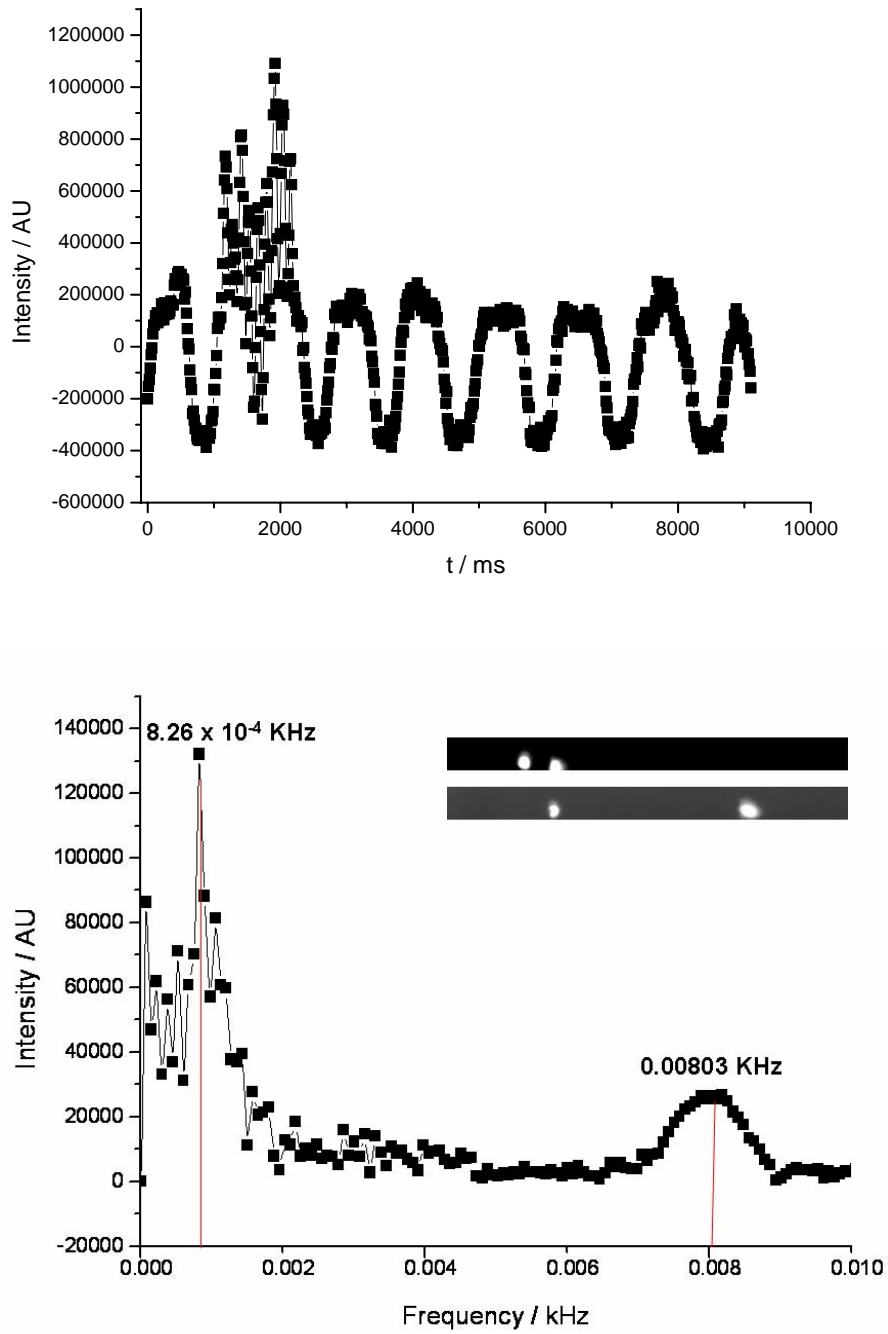 1200000
1000000
800000
600000
400000
200000
0
-200000
-400000
-600000
Intensity / AU
0 2000 4000 6000 8000 10000
t / ms
140000
120000
100000
80000
60000
40000
20000
0
-20000
Intensity / AU
8.26 x 10⁻⁴ KHz
0.00803 KHz
0.000 0.002 0.004 0.006 0.008 0.010
Frequency / kHz